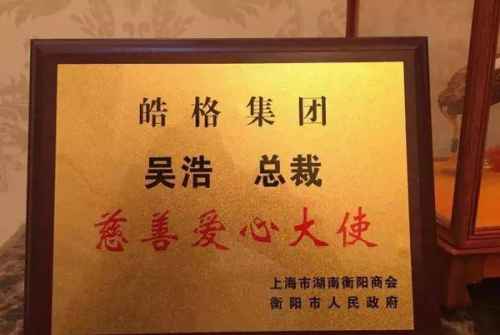 皓格集团
吴浩 总裁
慈善爱心大使
上海市湖南衡阳商会
衡阳市人民政府